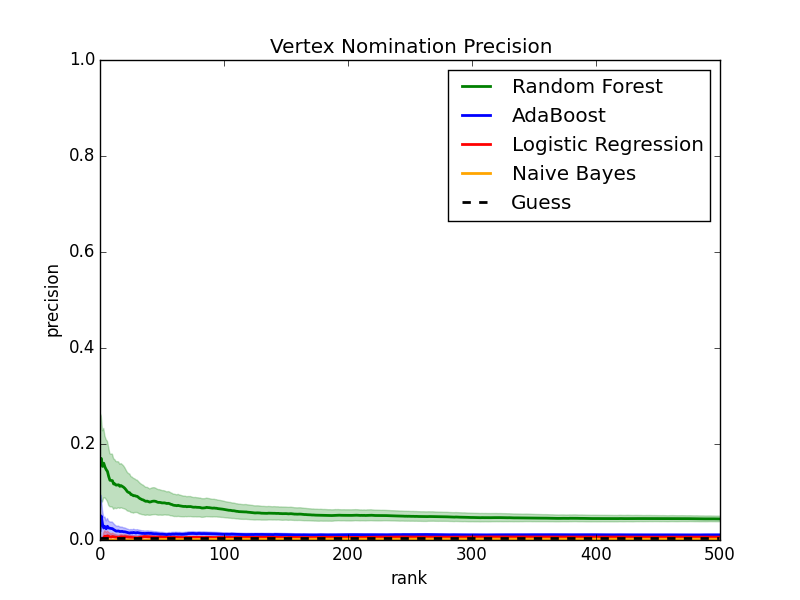 Vertex Nomination Precision
1.0
0.8
0.6
0.4
0.2
0.0
precision
Random Forest
AdaBoost
Logistic Regression
Naive Bayes
Guess
0 100 200 300 400 500
rank